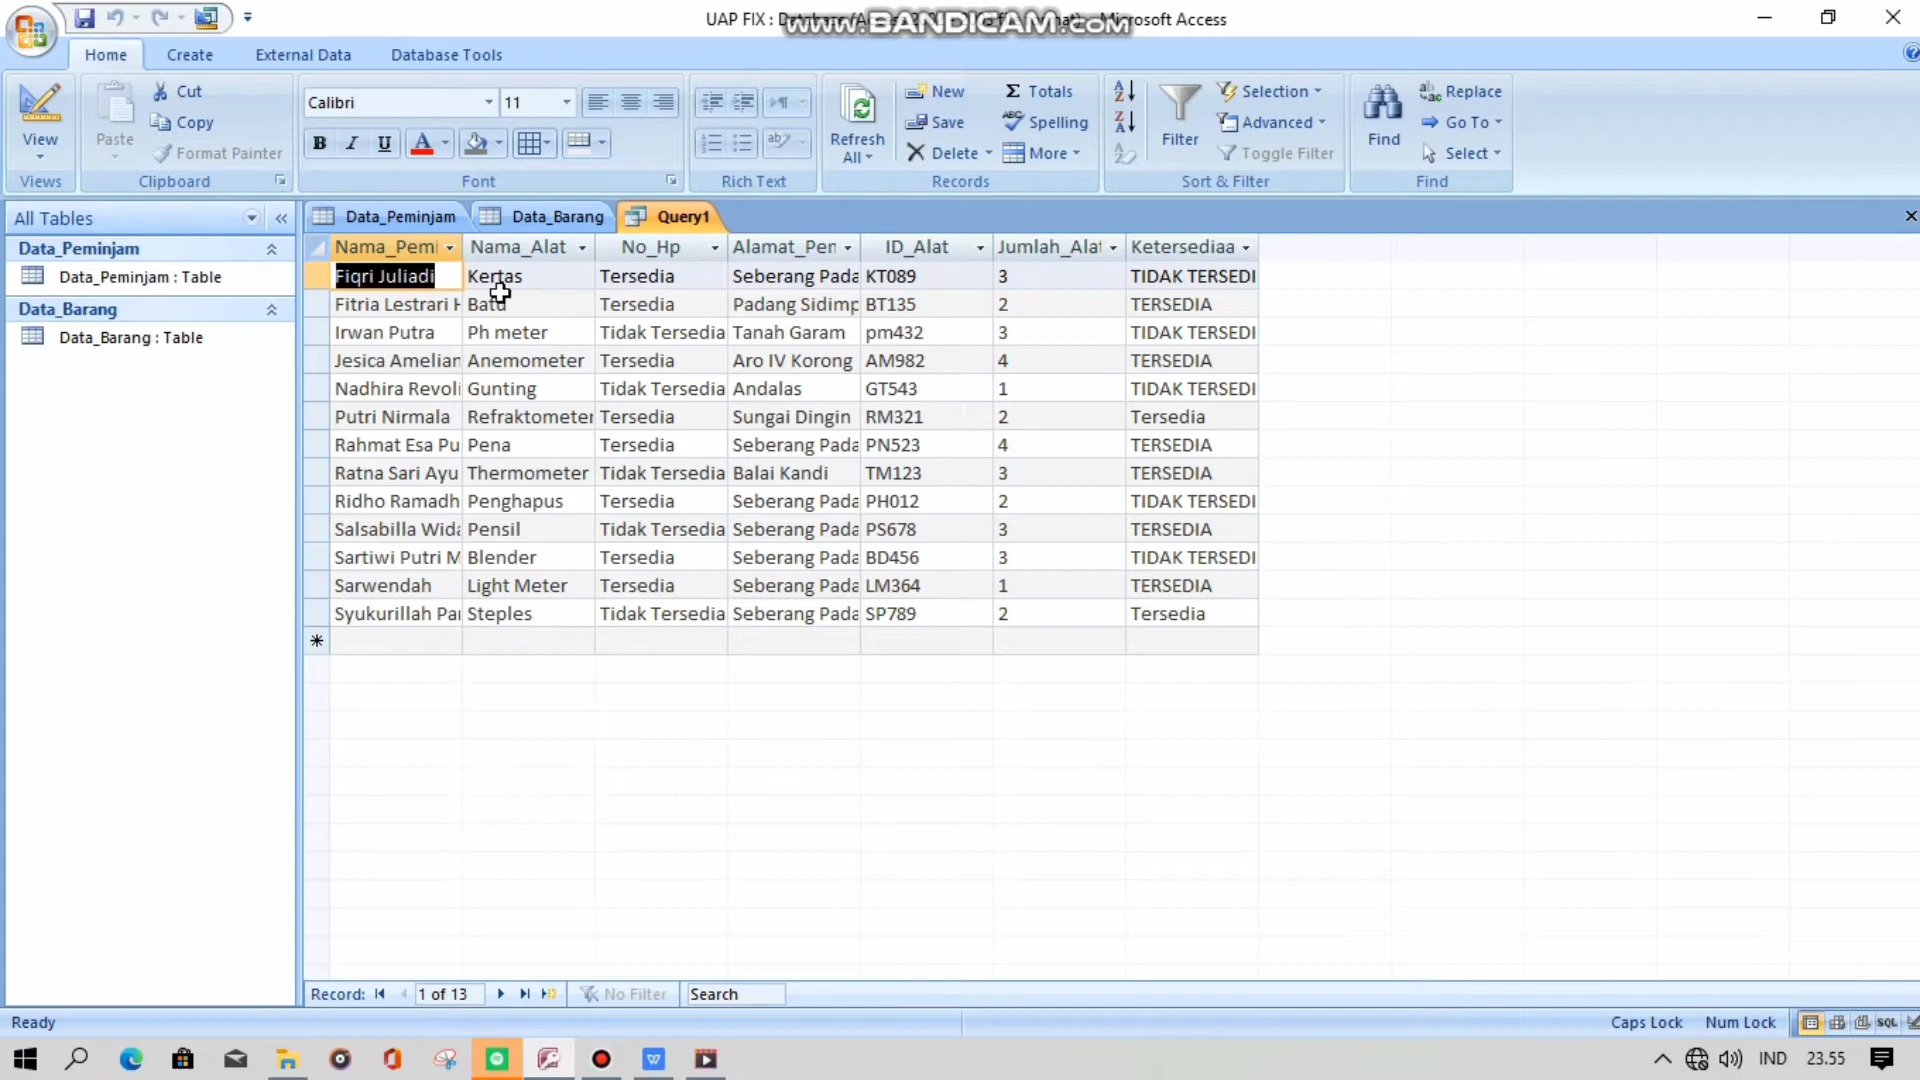 UAP FIX : Database (Access 2007 - 2010 file format) - Microsoft Access
www.BANDICAM.com
Home Create External Data Database Tools
View
Views
Paste
Cut
Copy
Format Painter
Clipboard
Calibri 11
B I U A
Font
Rich Text
Refresh
All
New
Save
Delete
Totals
Spelling
More
Records
Filter
Selection
Advanced
Toggle Filter
Sort & Filter
Find
Replace
Go To
Select
Find
All Tables
Data_Peminjam
Data_Peminjam : Table
Data_Barang
Data_Barang : Table
Data_Peminjam Data_Barang Query1
Nama_Pemi Nama_Alat No_Hp Alamat_Pen ID_Alat Jumlah_Alat Ketersediaa
Fiqri Juliadi Kertas Tersedia Seberang Pada KT089 3 TIDAK TERSEDI
Fitria Lestrari H Batu Tersedia Padang Sidimp BT135 2 TERSEDIA
Irwan Putra Ph meter Tidak Tersedia Tanah Garam pm432 3 TIDAK TERSEDI
Jesica Amelian Anemometer Tersedia Aro IV Korong AM982 4 TERSEDIA
Nadhira Revoli Gunting Tidak Tersedia Andalas GT543 1 TIDAK TERSEDI
Putri Nirmala Refraktometer Tersedia Sungai Dingin RM321 2 Tersedia
Rahmat Esa Pu Pena Tersedia Seberang Pada PN523 4 TERSEDIA
Ratna Sari Ayu Thermometer Tidak Tersedia Balai Kandi TM123 3 TERSEDIA
Ridho Ramadh Penghapus Tersedia Seberang Pada PH012 2 TIDAK TERSEDI
Salsabilla Wida Pensil Tidak Tersedia Seberang Pada PS678 3 TERSEDIA
Sartiwi Putri M Blender Tersedia Seberang Pada BD456 3 TIDAK TERSEDI
Sarwendah Light Meter Tersedia Seberang Pada LM364 1 TERSEDIA
Syukurillah Par Steples Tidak Tersedia Seberang Pada SP789 2 Tersedia
Record: 1 of 13 No Filter Search
Ready Caps Lock Num Lock SQL
IND 23.55